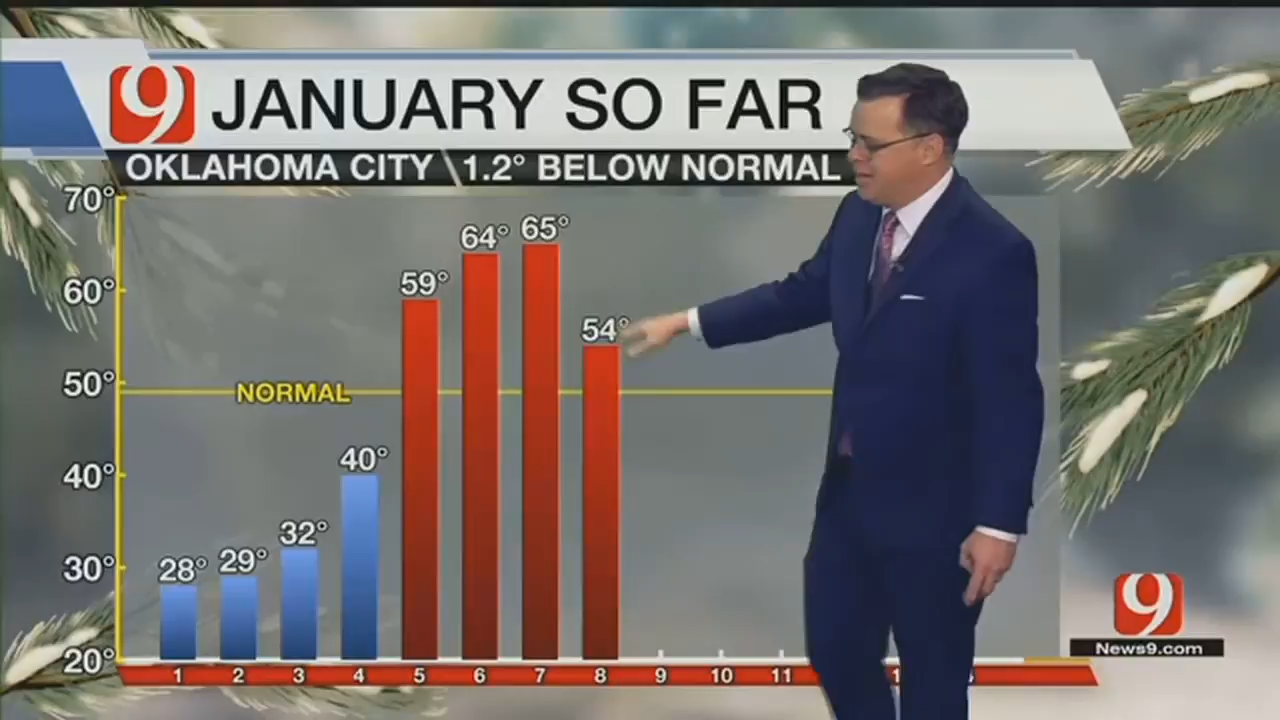 9 JANUARY SO FAR
OKLAHOMA CITY \ 1.2° BELOW NORMAL
70°
60°
50°
40°
30°
20°
NORMAL
28° 29° 32° 40° 59° 64° 65° 54°
1 2 3 4 5 6 7 8 9 10 11
9
News9.com